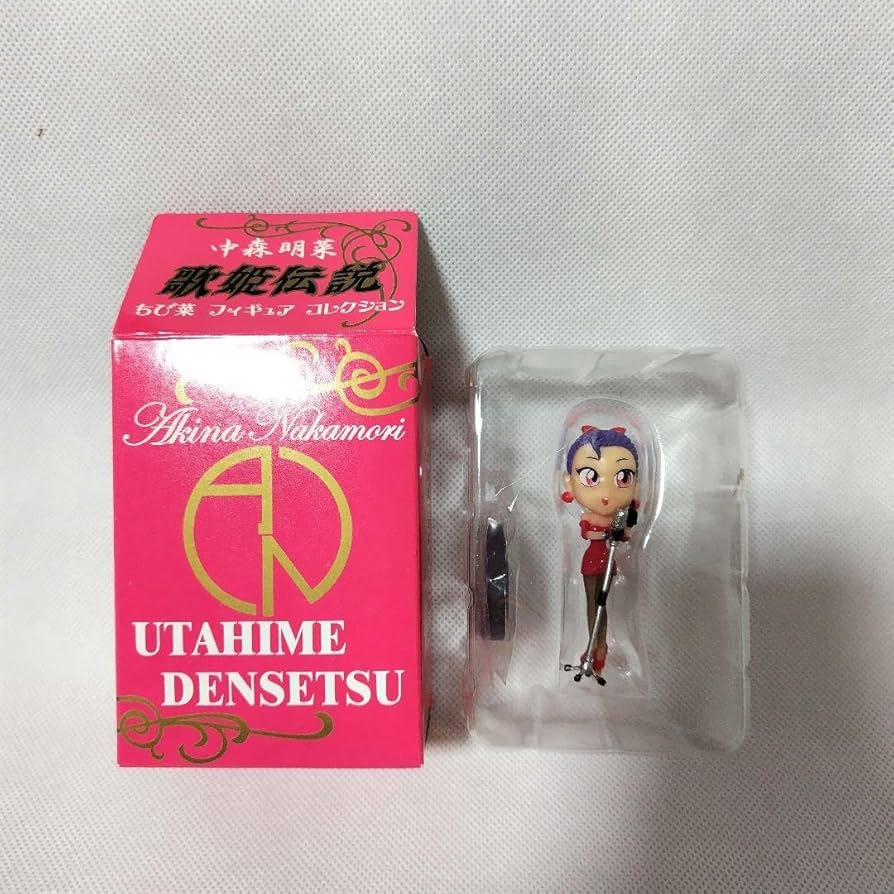 中森明菜
歌姫伝説
ちび菜 フィギュア コレクション
Akina Nakamori
AN
UTAHIME
DENSETSU